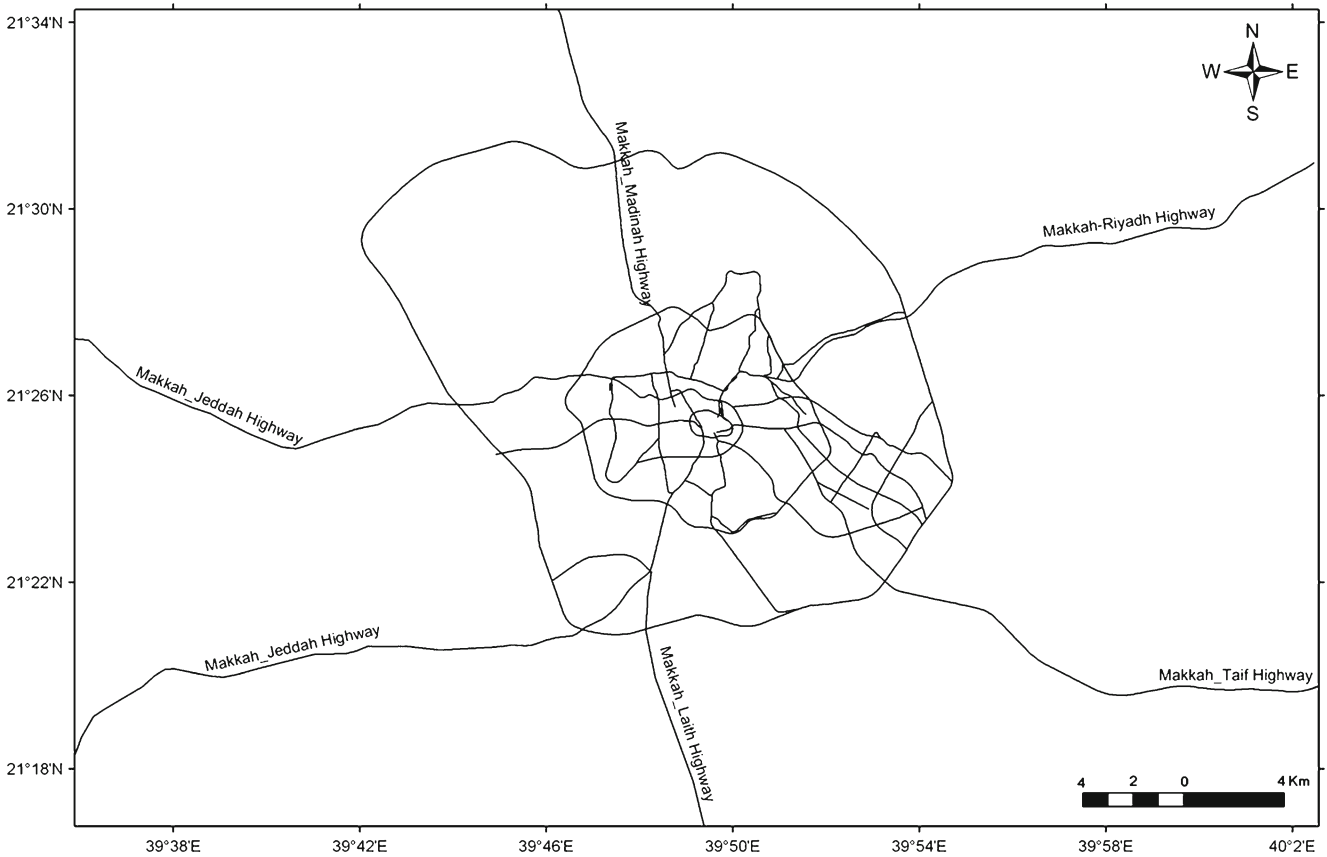 21°34'N
N
W E
S
Makkah_Madinah Highway
21°30'N
Makkah-Riyadh Highway
21°26'N
Makkah_Jeddah Highway
21°22'N
Makkah_Jeddah Highway
Makkah_Laith Highway
Makkah_Taif Highway
21°18'N
4 2 0 4 Km
39°38'E 39°42'E 39°46'E 39°50'E 39°54'E 39°58'E 40°2'E